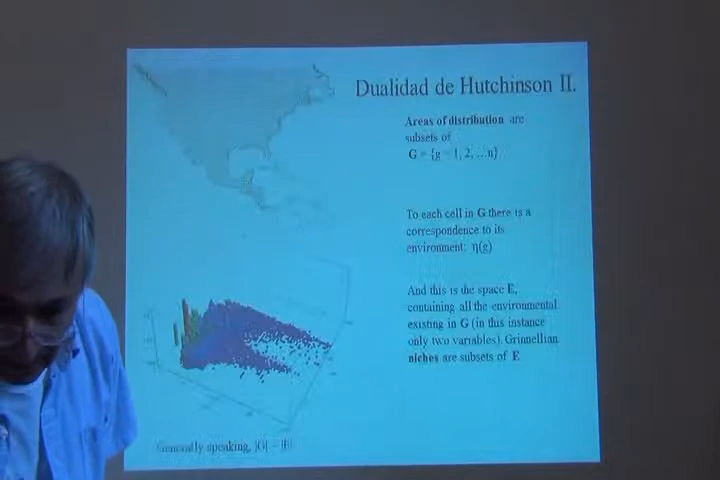 Dualidad de Hutchinson II.
Areas of distribution are
subsets of
G = {g = 1, 2, ...n}
To each cell in G there is a
correspondence to its
environment: η(g)
And this is the space E,
containing all the environmental
existing in G (in this instance
only two variables). Grinnellian
niches are subsets of E
Generally speaking, |G| = |E|